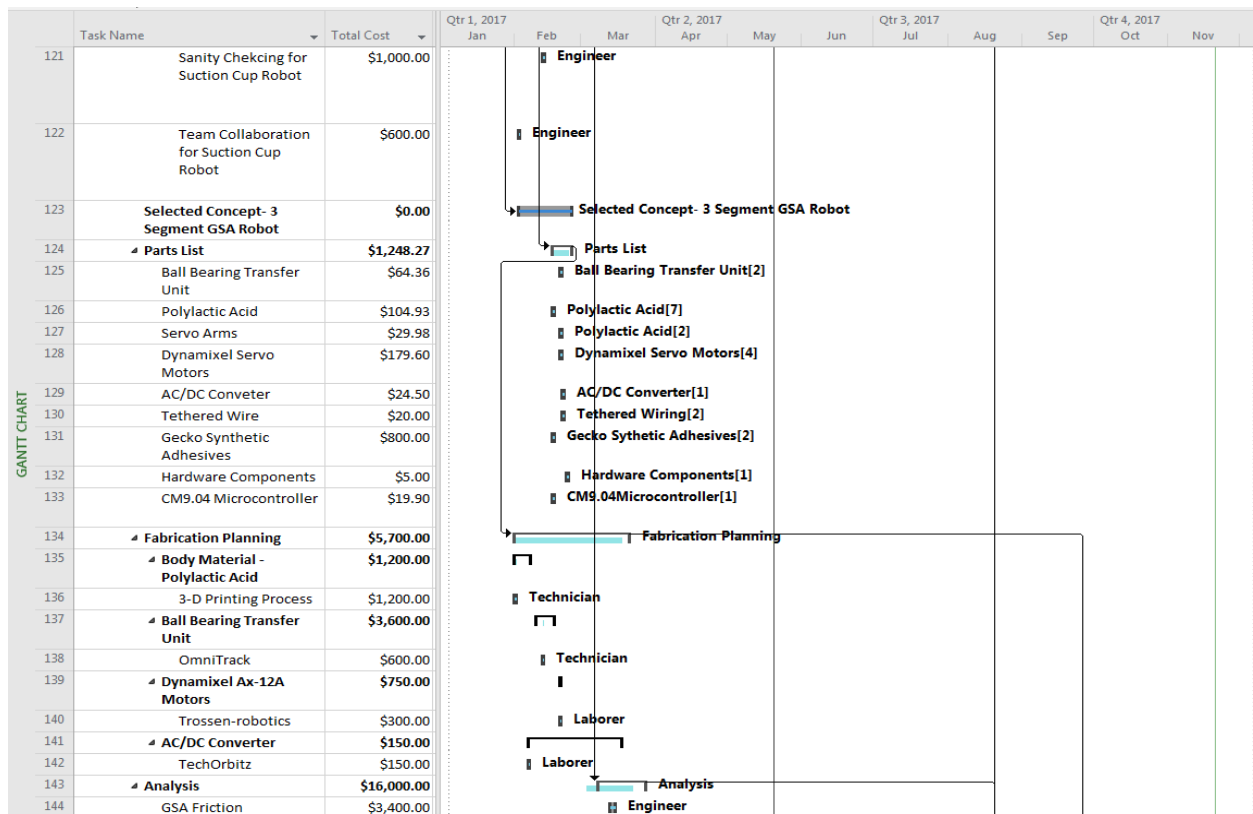 Qtr 1, 2017 Qtr 2, 2017 Qtr 3, 2017 Qtr 4, 2017
Task Name Total Cost Jan Feb Mar Apr May Jun Jul Aug Sep Oct Nov
GANTT CHART
121 Sanity Chekcing for $1,000.00 Engineer
Suction Cup Robot
122 Team Collaboration $600.00 Engineer
for Suction Cup
Robot
123 Selected Concept- 3 $0.00 Selected Concept- 3 Segment GSA Robot
Segment GSA Robot
124 Parts List $1,248.27 Parts List
125 Ball Bearing Transfer $64.36 Ball Bearing Transfer Unit[2]
Unit
126 Polylactic Acid $104.93 Polylactic Acid[7]
127 Servo Arms $29.98 Polylactic Acid[2]
128 Dynamixel Servo $179.60 Dynamixel Servo Motors[4]
Motors
129 AC/DC Conveter $24.50 AC/DC Converter[1]
130 Tethered Wire $20.00 Tethered Wiring[2]
131 Gecko Synthetic $800.00 Gecko Sythetic Adhesives[2]
Adhesives
132 Hardware Components $5.00 Hardware Components[1]
133 CM9.04 Microcontroller $19.90 CM9.04Microcontroller[1]
134 Fabrication Planning $5,700.00 Fabrication Planning
135 Body Material - $1,200.00
Polylactic Acid
136 3-D Printing Process $1,200.00 Technician
137 Ball Bearing Transfer $3,600.00
Unit
138 OmniTrack $600.00 Technician
139 Dymamixel Ax-12A $750.00
Motors
140 Trossen-robotics $300.00 Laborer
141 AC/DC Converter $150.00
142 TechOrbitz $150.00 Laborer
143 Analysis $16,000.00 Analysis
144 GSA Friction $3,400.00 Engineer